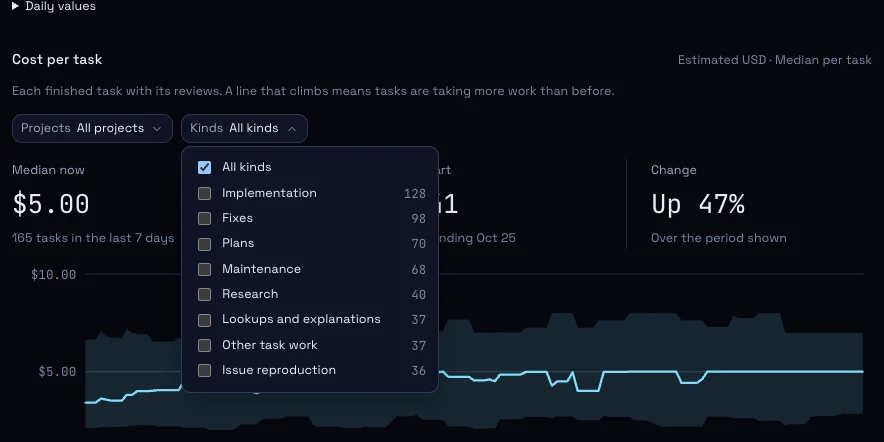 Daily values
Cost per task
Estimated USD · Median per task
Each finished task with its reviews. A line that climbs means tasks are taking more work than before.
Projects All projects
Kinds All kinds
All kinds
Implementation 128
Fixes 98
Plans 70
Maintenance 68
Research 40
Lookups and explanations 37
Other task work 37
Issue reproduction 36
Median now
$5.00
165 tasks in the last 7 days
Oct 25
Change
Up 47%
Over the period shown
$10.00
$5.00